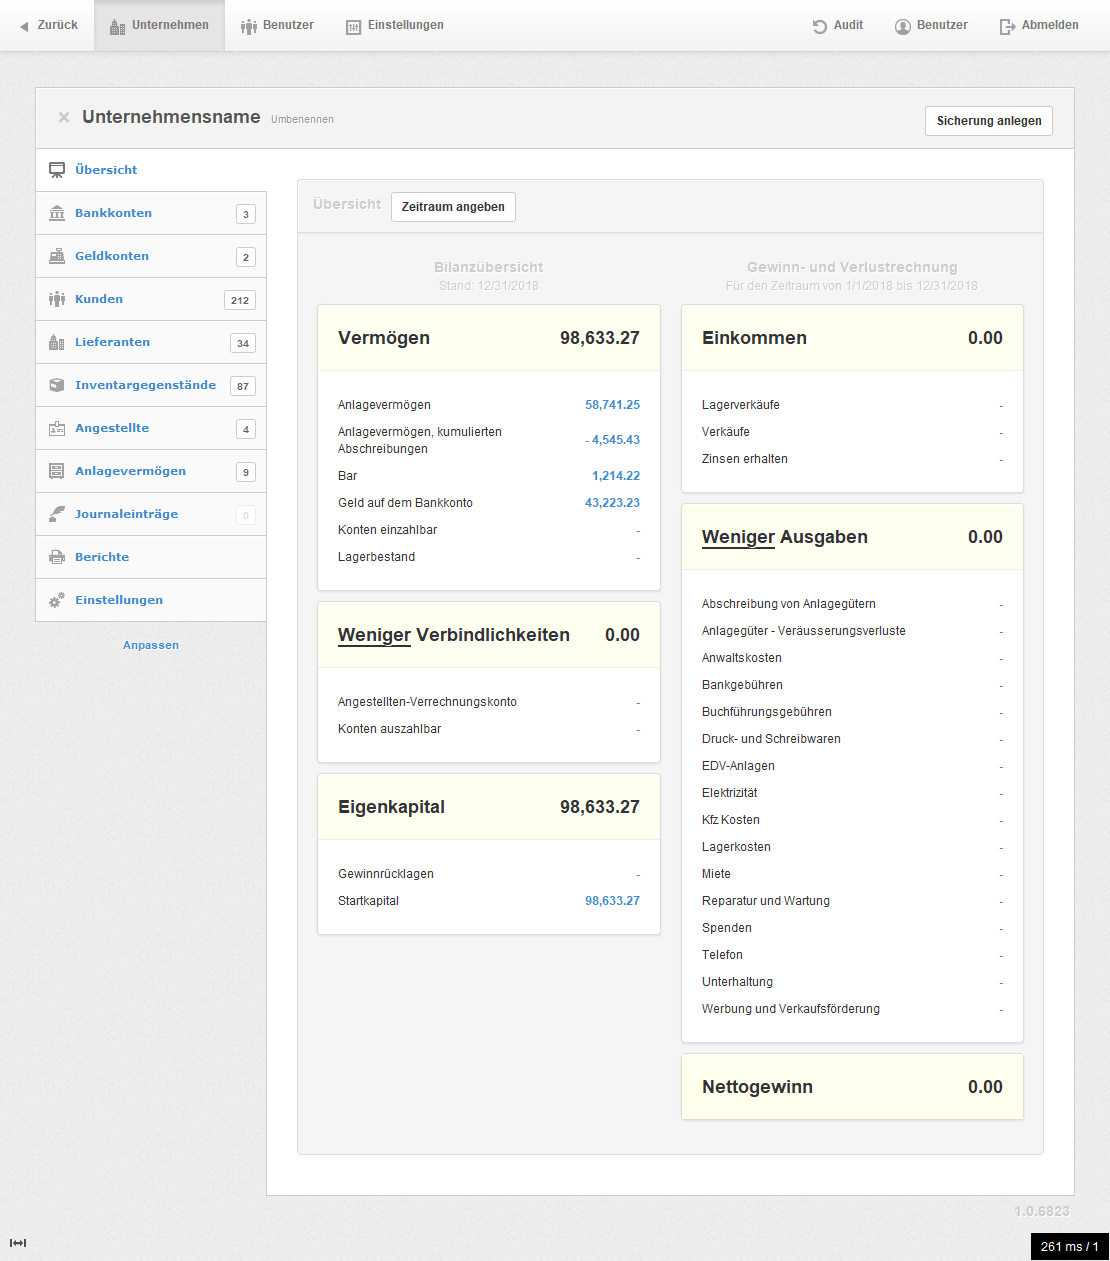 Zurück
Unternehmen
Benutzer
Einstellungen
Audit
Benutzer
Abmelden
× Unternehmensname Umbenennen
Sicherung anlegen
Übersicht
Bankkonten 3
Geldkonten 2
Kunden 212
Lieferanten 34
Inventargegenstände 87
Angestellte 4
Anlagevermögen 9
Journaleinträge 0
Berichte
Einstellungen
Anpassen
Übersicht
Zeitraum angeben
Bilanzübersicht
Stand: 12/31/2018
Vermögen 98,633.27
Anlagevermögen 58,741.25
Anlagevermögen, kumulierten
Abschreibungen - 4,545.43
Bar 1,214.22
Geld auf dem Bankkonto 43,223.23
Konten einzahlbar -
Lagerbestand -
Weniger Verbindlichkeiten 0.00
Angestellten-Verrechnungskonto -
Konten auszahlbar -
Eigenkapital 98,633.27
Gewinnrücklagen -
Startkapital 98,633.27
Gewinn- und Verlustrechnung
Für den Zeitraum von 1/1/2018 bis 12/31/2018
Einkommen 0.00
Lagerverkäufe -
Verkäufe -
Zinsen erhalten -
Weniger Ausgaben 0.00
Abschreibung von Anlagegütern -
Anlagegüter - Veräusserungsverluste -
Anwaltskosten -
Bankgebühren -
Buchführungsgebühren -
Druck- und Schreibwaren -
EDV-Anlagen -
Elektrizität -
Kfz Kosten -
Lagerkosten -
Miete -
Reparatur und Wartung -
Spenden -
Telefon -
Unterhaltung -
Werbung und Verkaufsförderung -
Nettogewinn 0.00
1.0.6823
261 ms / 1